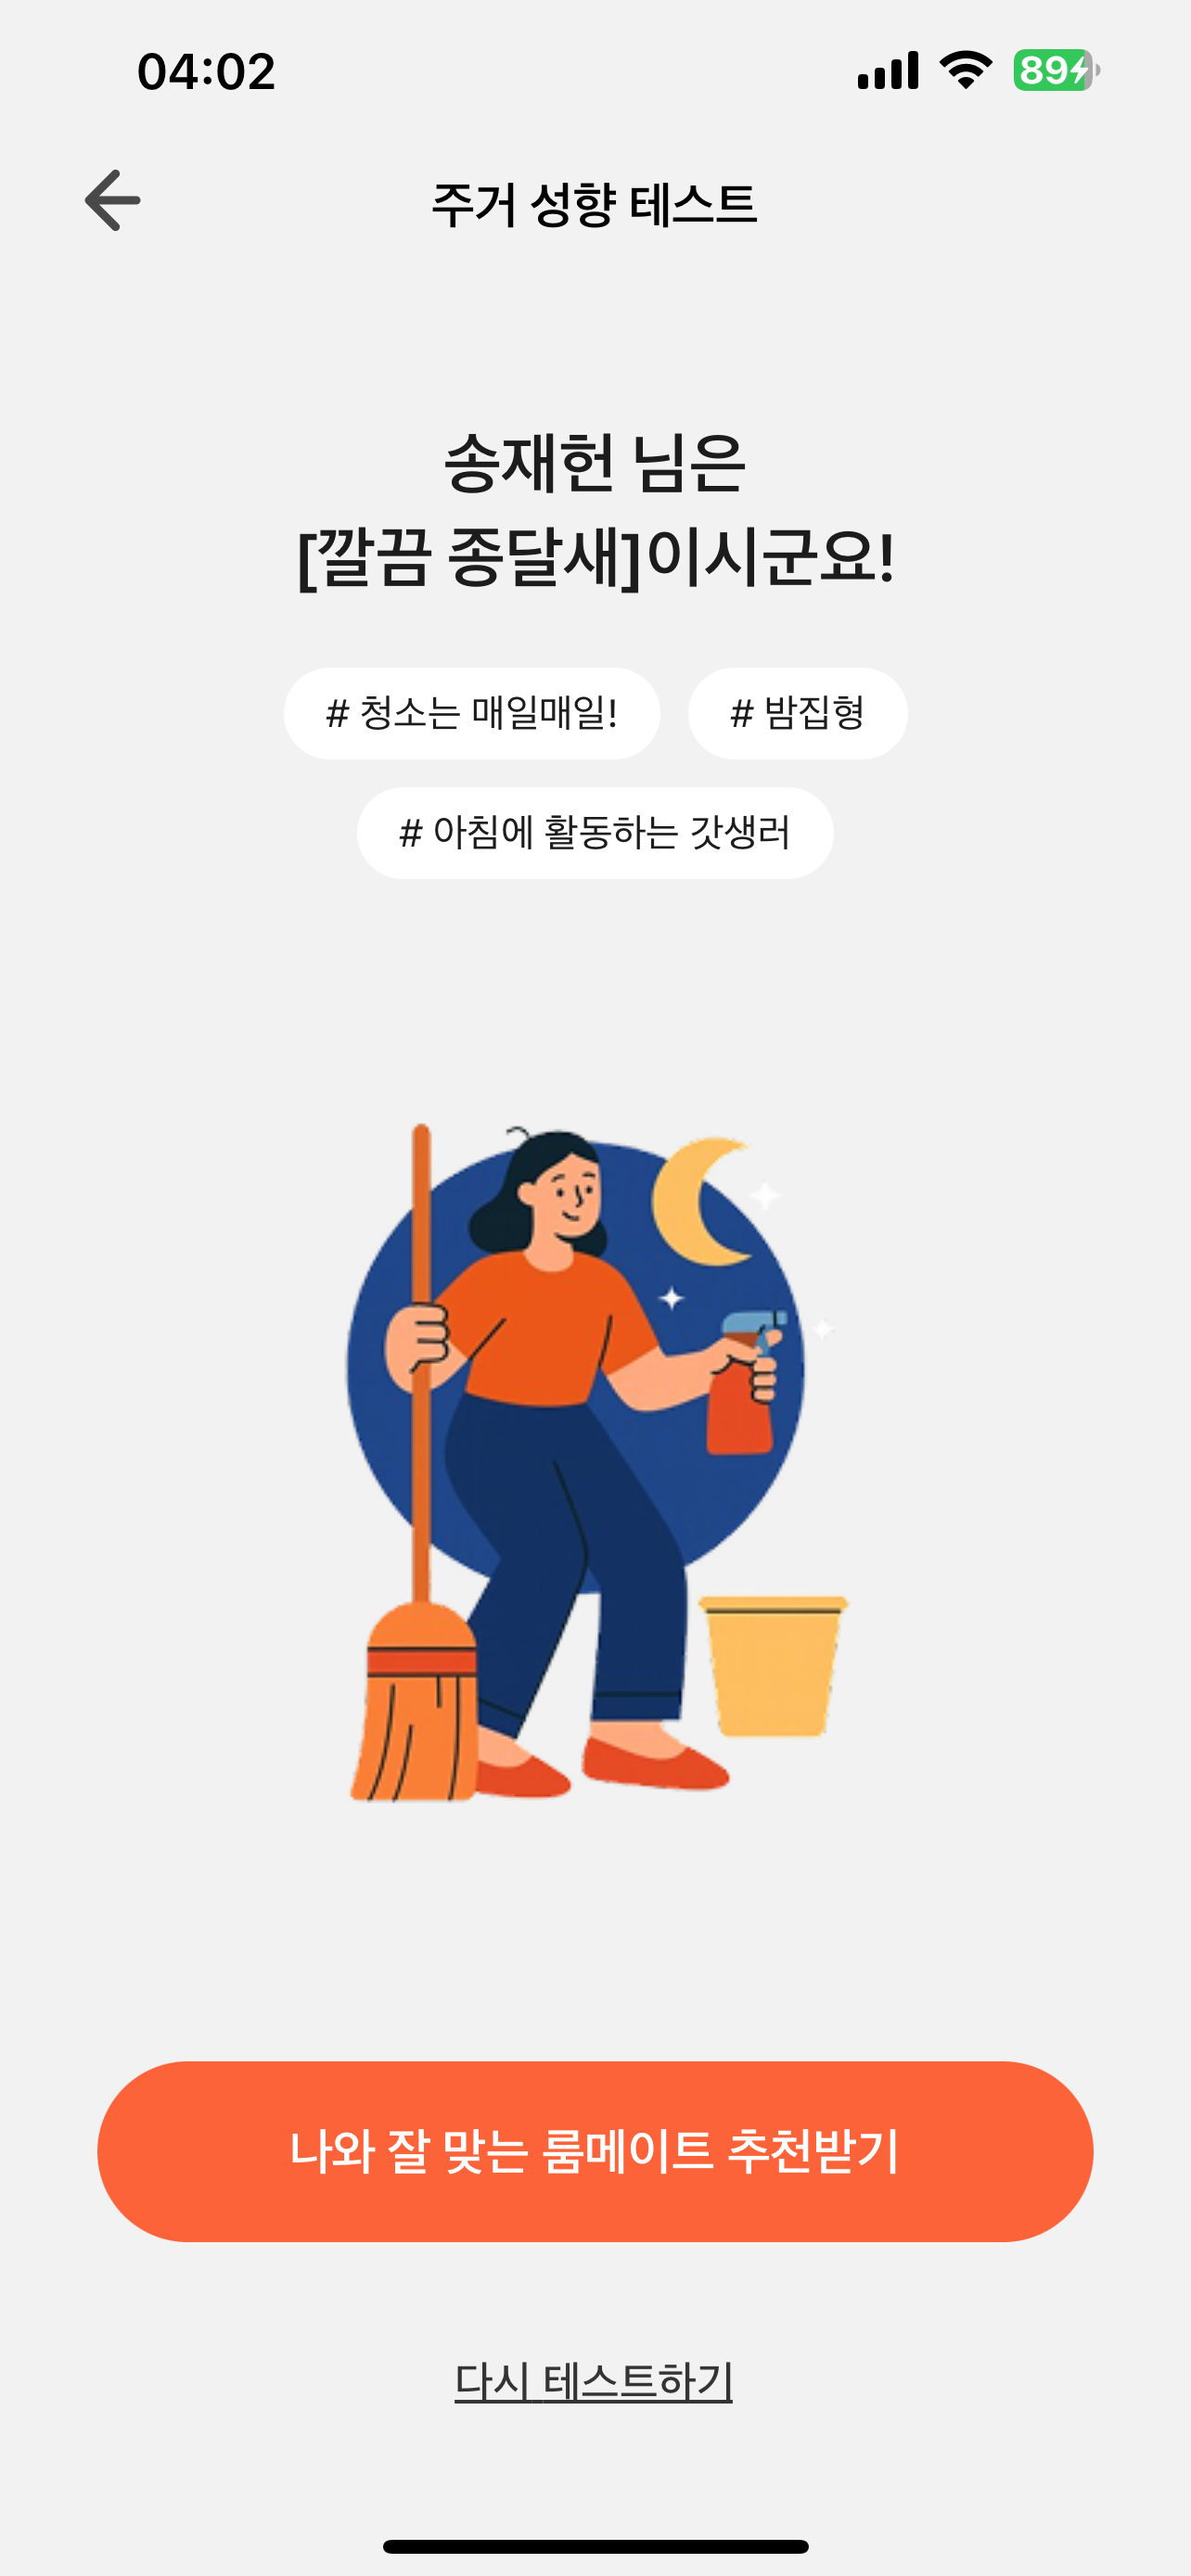 04:02
89
주거 성향 테스트
송재헌 님은
[깔끔 종달새]이시군요!
# 청소는 매일매일!
# 밤집형
# 아침에 활동하는 갓생러
나와 잘 맞는 룸메이트 추천받기
다시 테스트하기